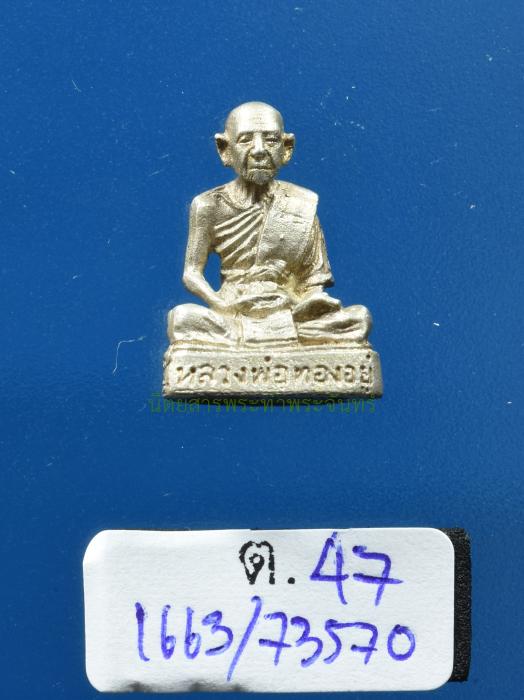 หลวงพ่อทองอยู่
นิตยสารพระท่าพระจันทร์
ต. 47
1663/73570